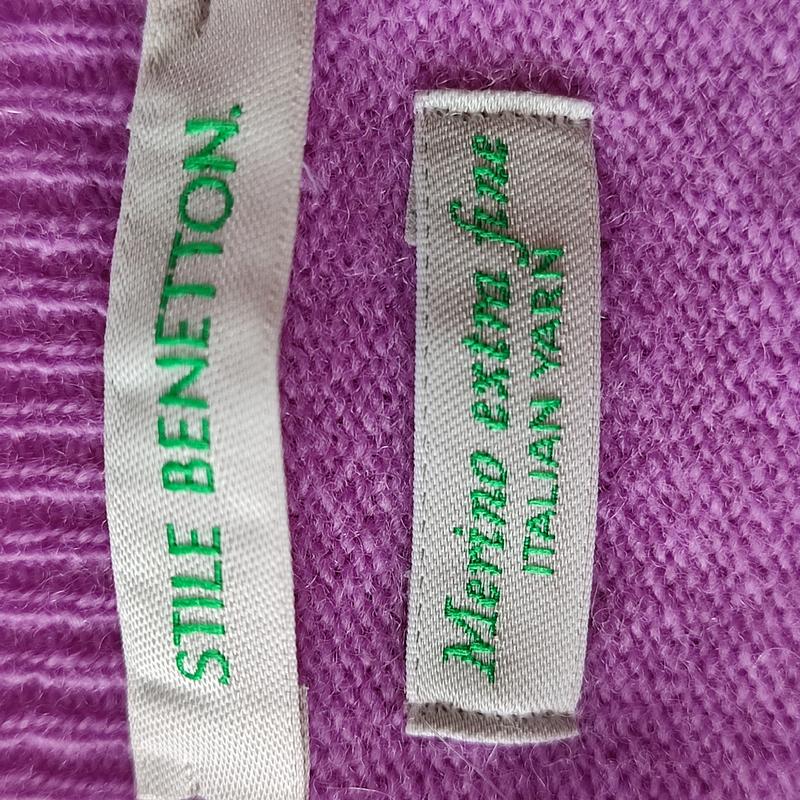 STILE BENETTON.
Merino extra fine
ITALIAN YARN